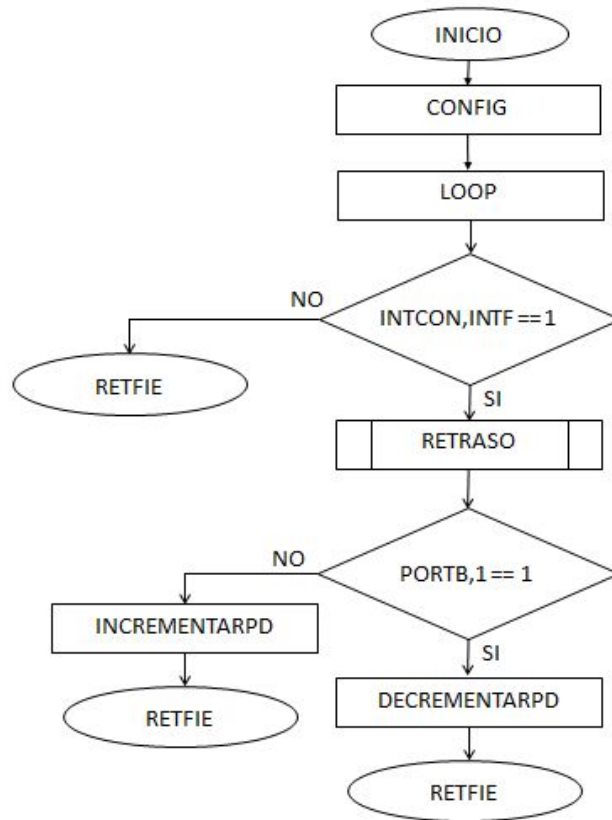 INICIO
CONFIG
LOOP
NO
INTCON,INTF == 1
RETFIE
SI
RETRASO
NO
PORTB,1 == 1
INCREMENTARPD
SI
RETFIE
DECREMENTARPD
RETFIE